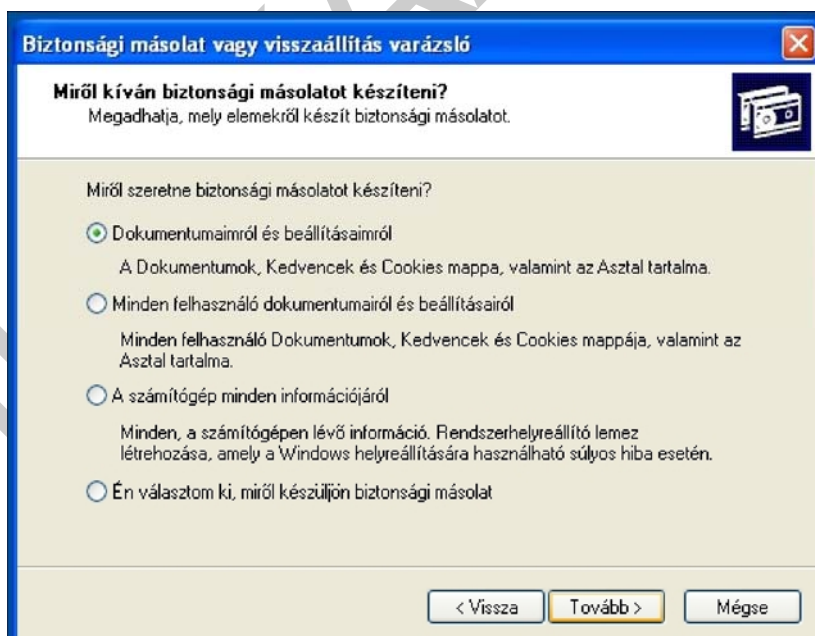 Biztonsági másolat vagy visszaállítás varázsló
Miről kíván biztonsági másolatot készíteni?
Megadhatja, mely elemekről készít biztonsági másolatot.
Miről szeretne biztonsági másolatot készíteni?
Dokumentumaimról és beállításaimról
A Dokumentumok, Kedvencek és Cookies mappa, valamint az Asztal tartalma.
Minden felhasználó dokumentumairól és beállításairól
Minden felhasználó Dokumentumok, Kedvencek és Cookies mappája, valamint az
Asztal tartalma.
A számítógép minden információjáról
Minden, a számítógépen lévő információ. Rendszerhelyreállító lemez
létrehozása, amely a Windows helyreállítására használható súlyos hiba esetén.
Én választom ki, miről készüljön biztonsági másolat
< Vissza Tovább > Mégse